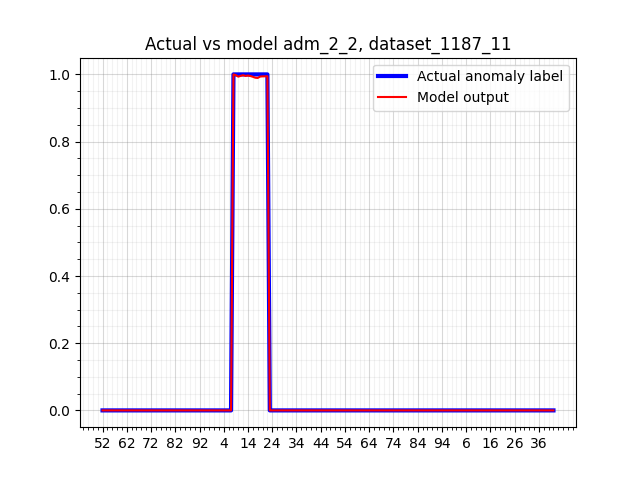 Actual vs model adm_2_2, dataset_1187_11
Actual anomaly label
Model output
1.0
0.8
0.6
0.4
0.2
0.0
52 62 72 82 92 4 14 24 34 44 54 64 74 84 94 6 16 26 36